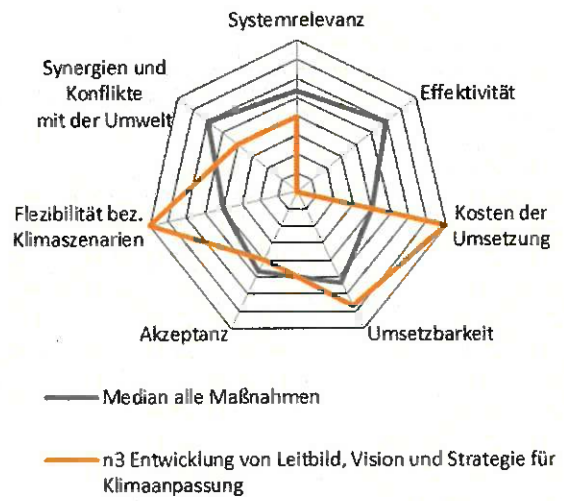 Systemrelevanz
Synergien und
Konflikte
mit der Umwelt
Effektivität
Flezibilität bez.
Klimaszenarien
Kosten der
Umsetzung
Akzeptanz
Umsetzbarkeit
Median alle Maßnahmen
n3 Entwicklung von Leitbild, Vision und Strategie für
Klimaanpassung